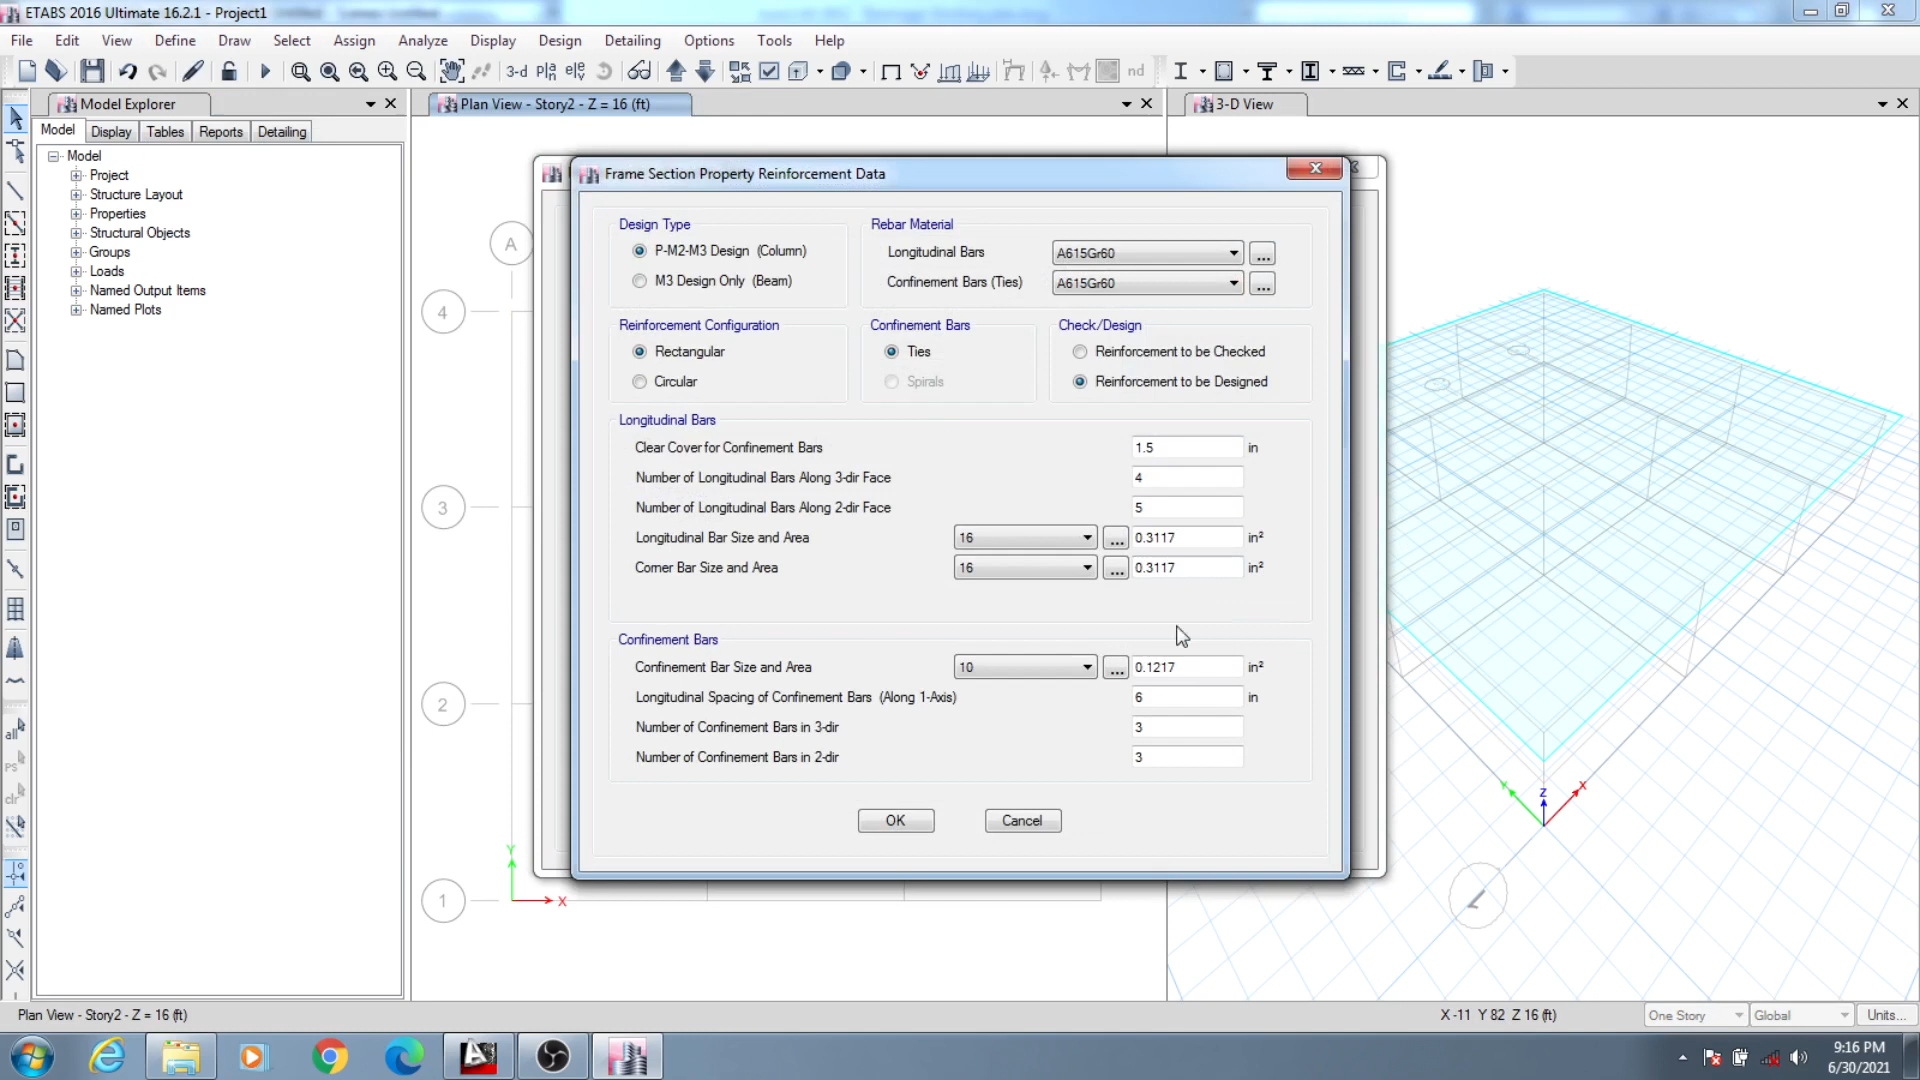 ETABS 2016 Ultimate 16.2.1 - Project1
File Edit View Define Draw Select Assign Analyze Display Design Detailing Options Tools Help
3-d pla ele nd
Model Explorer
Plan View - Story2 - Z = 16 (ft)
3-D View
Model Display Tables Reports Detailing
Model
Project
Structure Layout
Properties
Structural Objects
Groups
Loads
Named Output Items
Named Plots
A
4
3
2
1
Y
X
Frame Section Property Reinforcement Data
Design Type
P-M2-M3 Design (Column)
M3 Design Only (Beam)
Rebar Material
Longitudinal Bars A615Gr60 ...
Confinement Bars (Ties) A615Gr60 ...
Reinforcement Configuration
Rectangular
Circular
Confinement Bars
Ties
Spirals
Check/Design
Reinforcement to be Checked
Reinforcement to be Designed
Longitudinal Bars
Clear Cover for Confinement Bars 1.5 in
Number of Longitudinal Bars Along 3-dir Face 4
Number of Longitudinal Bars Along 2-dir Face 5
Longitudinal Bar Size and Area 16 ... 0.3117 in²
Corner Bar Size and Area 16 ... 0.3117 in²
Confinement Bars
Confinement Bar Size and Area 10 ... 0.1217 in²
Longitudinal Spacing of Confinement Bars (Along 1-Axis) 6 in
Number of Confinement Bars in 3-dir 3
Number of Confinement Bars in 2-dir 3
OK Cancel
Y Z X
all
ps
clr
Plan View - Story2 - Z = 16 (ft)
X -11 Y 82 Z 16 (ft)
One Story Global Units...
9:16 PM
6/30/2021